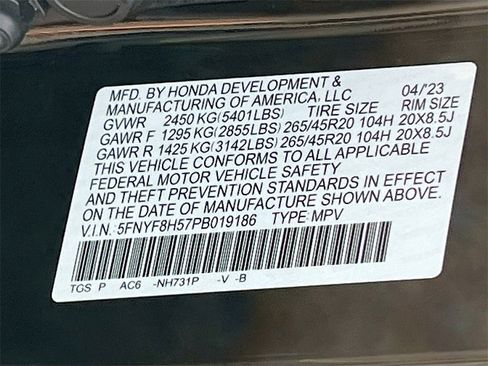 MFD. BY HONDA DEVELOPMENT &
MANUFACTURING OF AMERICA, LLC 04/'23
GVWR 2450 KG(5401LBS) TIRE SIZE RIM SIZE
GAWR F 1295 KG(2855LBS) 265/45R20 104H 20X8.5J
GAWR R 1425 KG(3142LBS) 265/45R20 104H 20X8.5J
THIS VEHICLE CONFORMS TO ALL APPLICABLE
FEDERAL MOTOR VEHICLE SAFETY
AND THEFT PREVENTION STANDARDS IN EFFECT
ON THE DATE OF MANUFACTURE SHOWN ABOVE.
V.I.N: 5FNYF8H57PB019186 TYPE: MPV
TGS P AC6 -NH731P -V -B